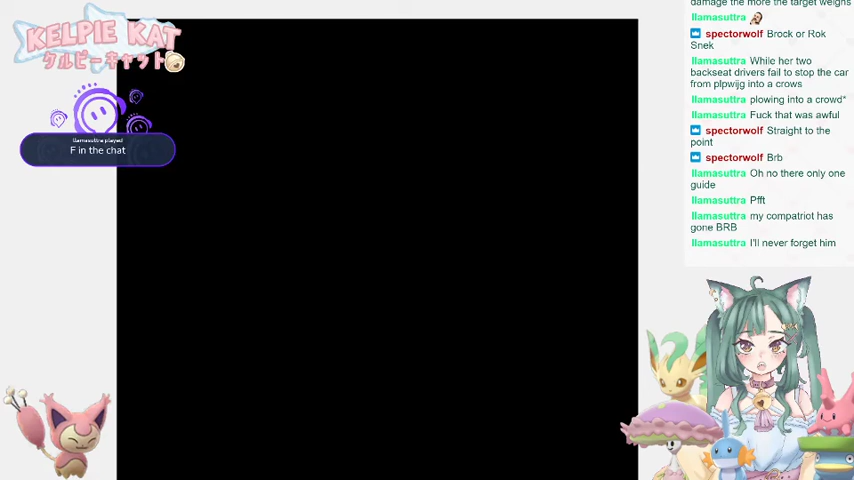 KELPIE KAT
ケルピーキャット
llamasuttra played
F in the chat
damage the more the target weighs
llamasuttra
spectorwolf Brock or Rok
Snek
llamasuttra While her two
backseat drivers fail to stop the car
from plpwijg into a crows
llamasuttra plowing into a crowd*
llamasuttra Fuck that was awful
spectorwolf Straight to the
point
spectorwolf Brb
llamasuttra Oh no there only one
guide
llamasuttra Pfft
llamasuttra my compatriot has
gone BRB
llamasuttra I'll never forget him